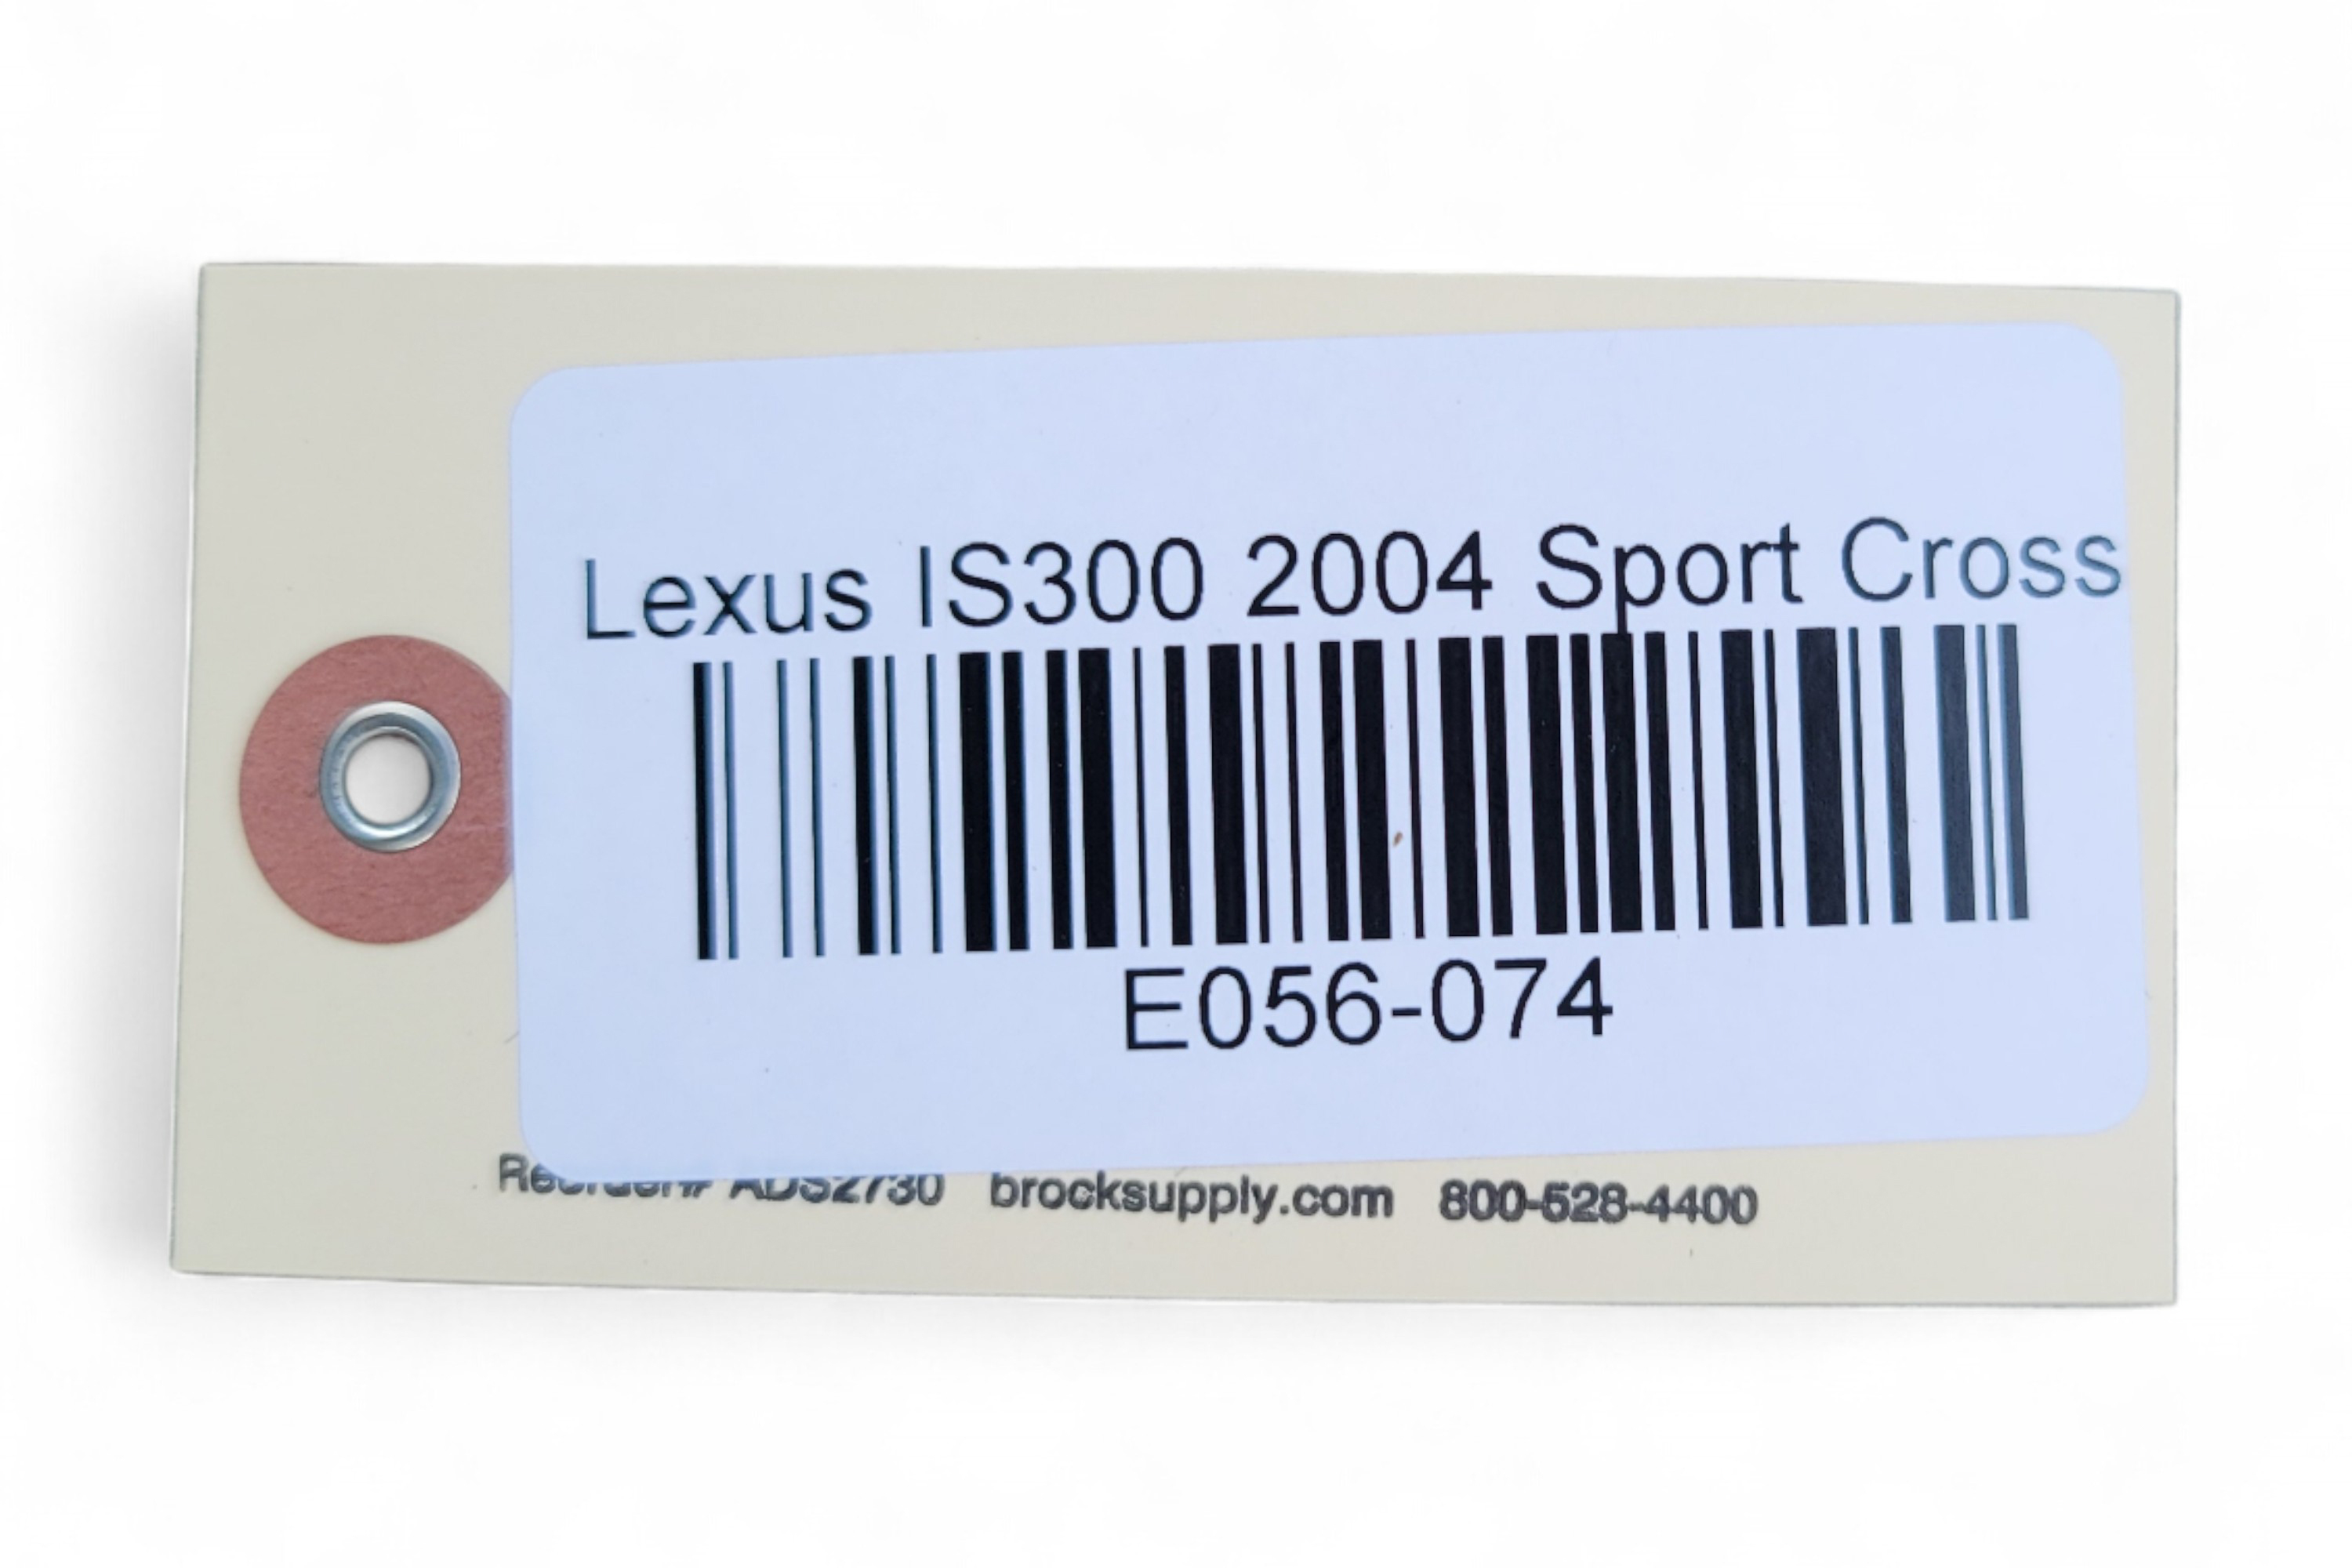 Lexus IS300 2004 Sport Cross
E056-074
Reorder# ADS2730 brocksupply.com 800-528-4400